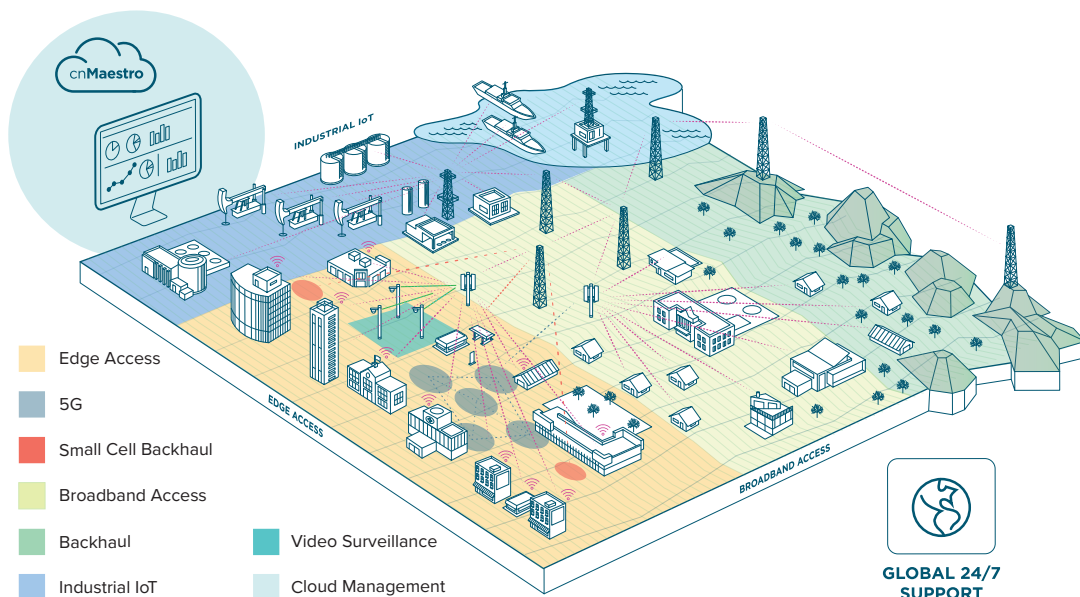 cnMaestro
INDUSTRIAL IoT
EDGE ACCESS
BROADBAND ACCESS
Edge Access
5G
Small Cell Backhaul
Broadband Access
Backhaul
Industrial IoT
Video Surveillance
Cloud Management
GLOBAL 24/7
SUPPORT